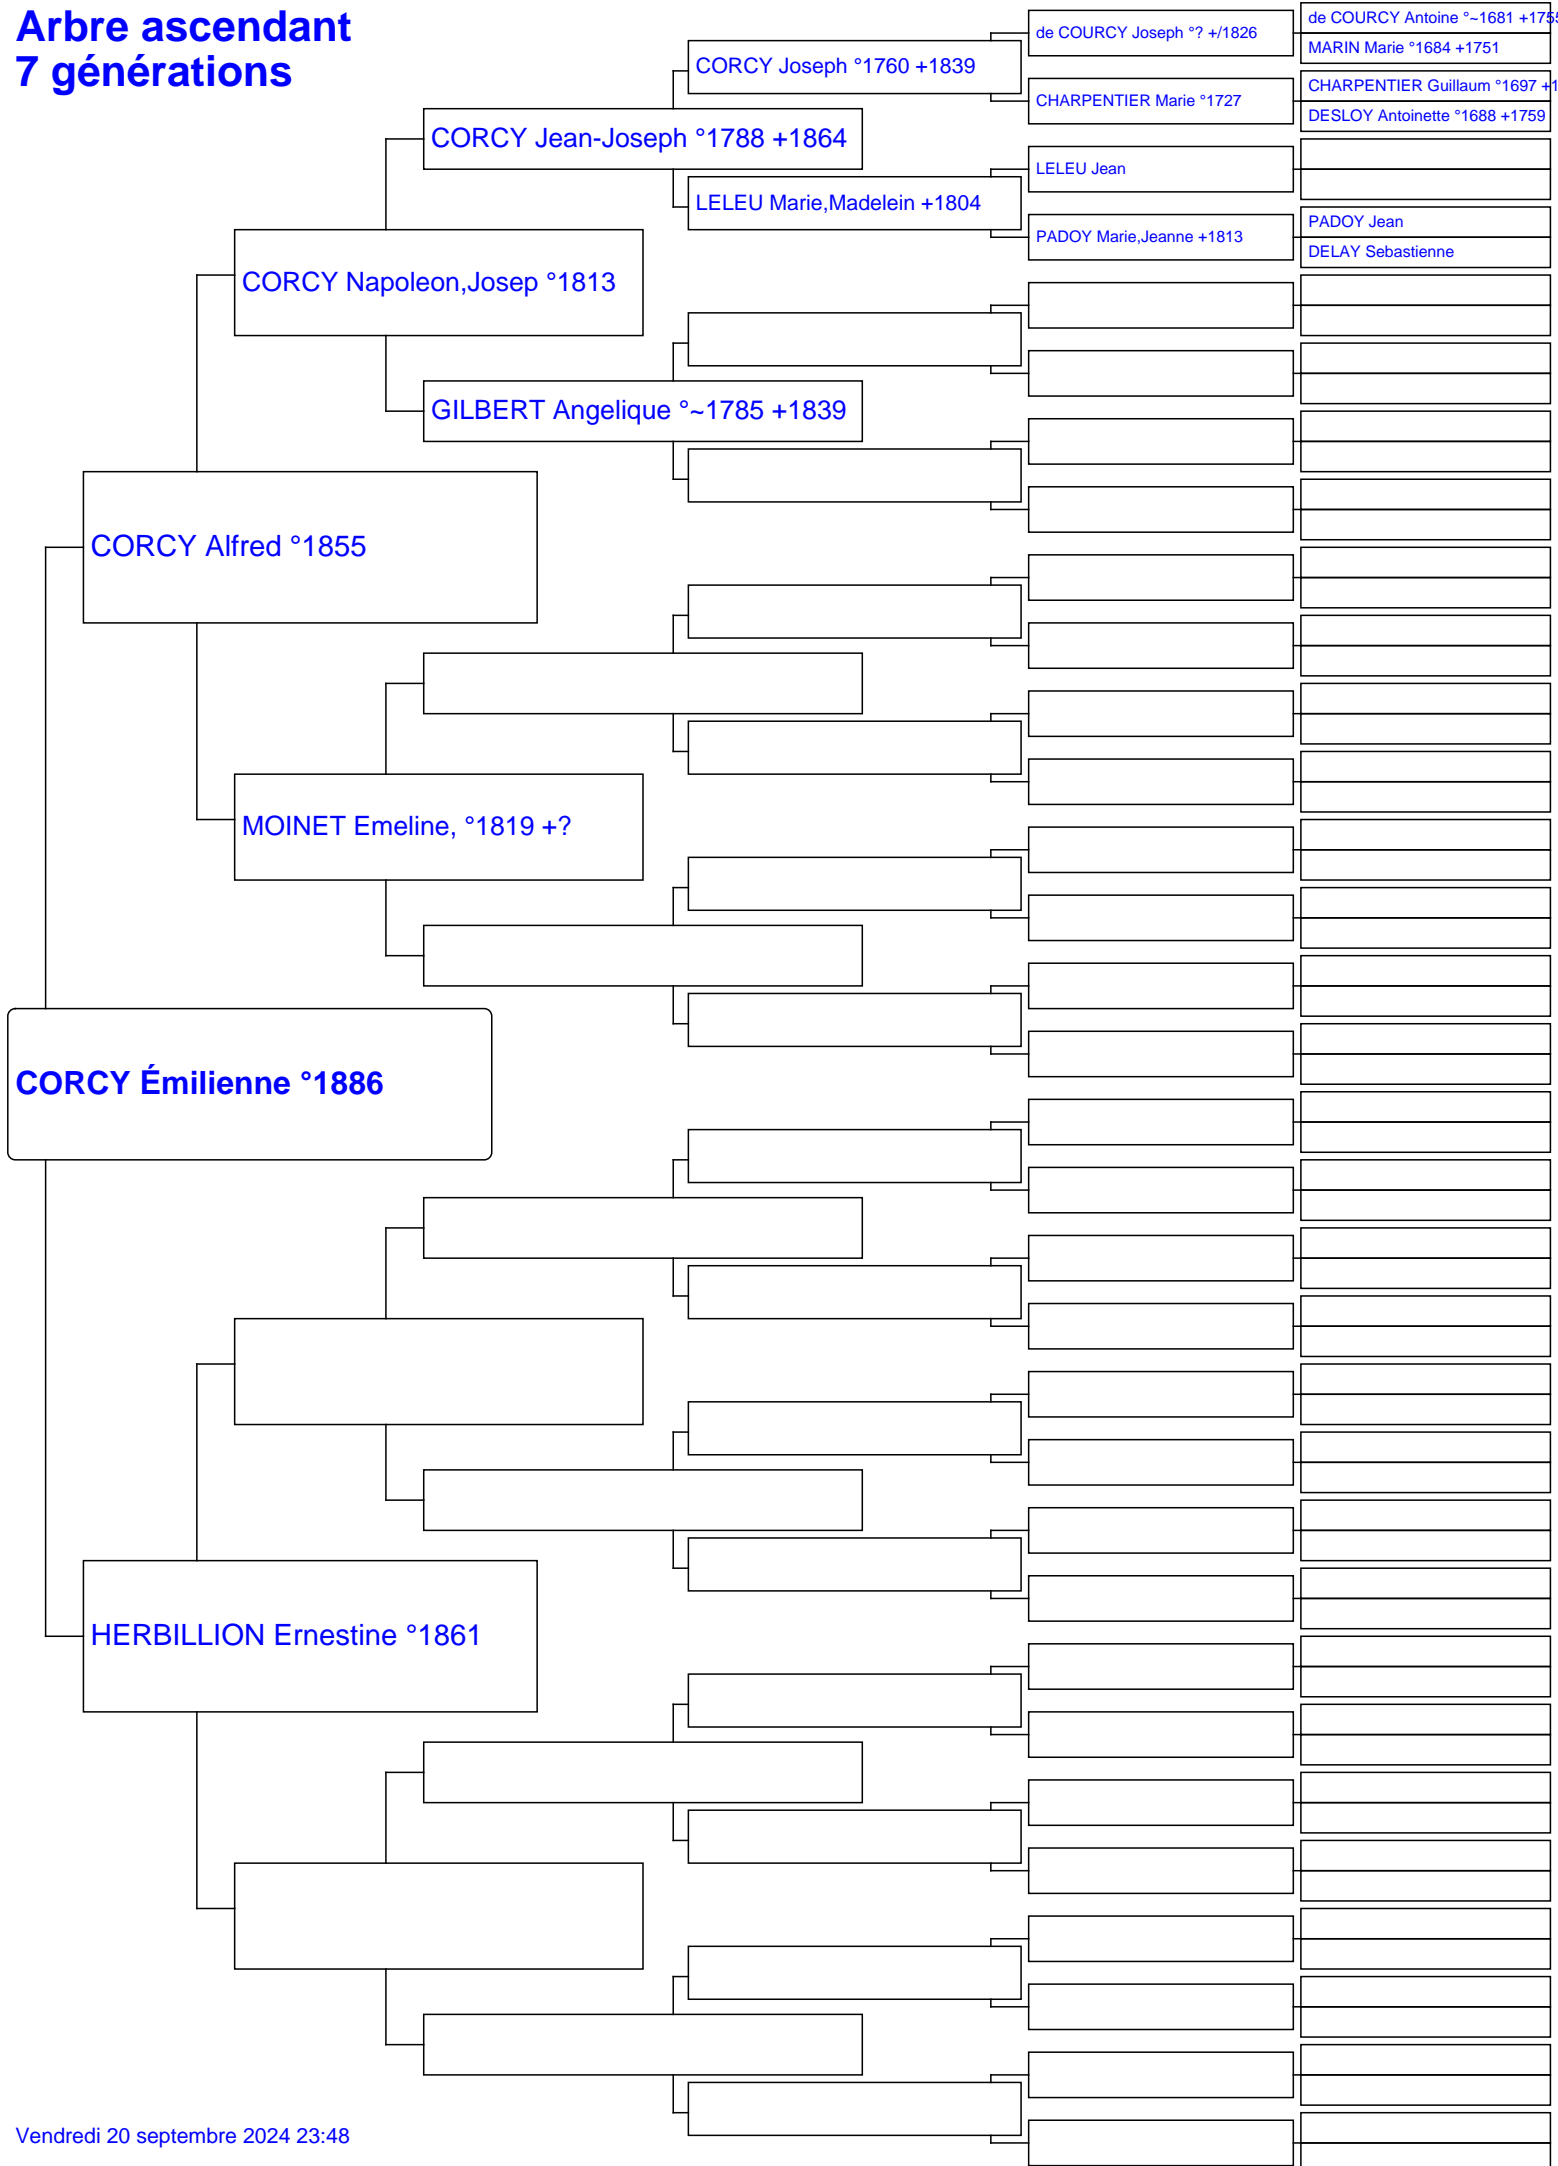 Arbre ascendant
7 générations
de COURCY Joseph °? +/1826
de COURCY Antoine °~1681 +1755
MARIN Marie °1684 +1751
CORCY Joseph °1760 +1839
CHARPENTIER Marie °1727
CHARPENTIER Guillaum °1697 +1
DESLOY Antoinette °1688 +1759
CORCY Jean-Joseph °1788 +1864
LELEU Jean
LELEU Marie,Madelein +1804
PADOY Marie,Jeanne +1813
PADOY Jean
DELAY Sebastienne
CORCY Napoleon,Josep °1813
GILBERT Angelique °~1785 +1839
CORCY Alfred °1855
MOINET Emeline, °1819 +?
CORCY Émilienne °1886
HERBILLION Ernestine °1861
Vendredi 20 septembre 2024 23:48